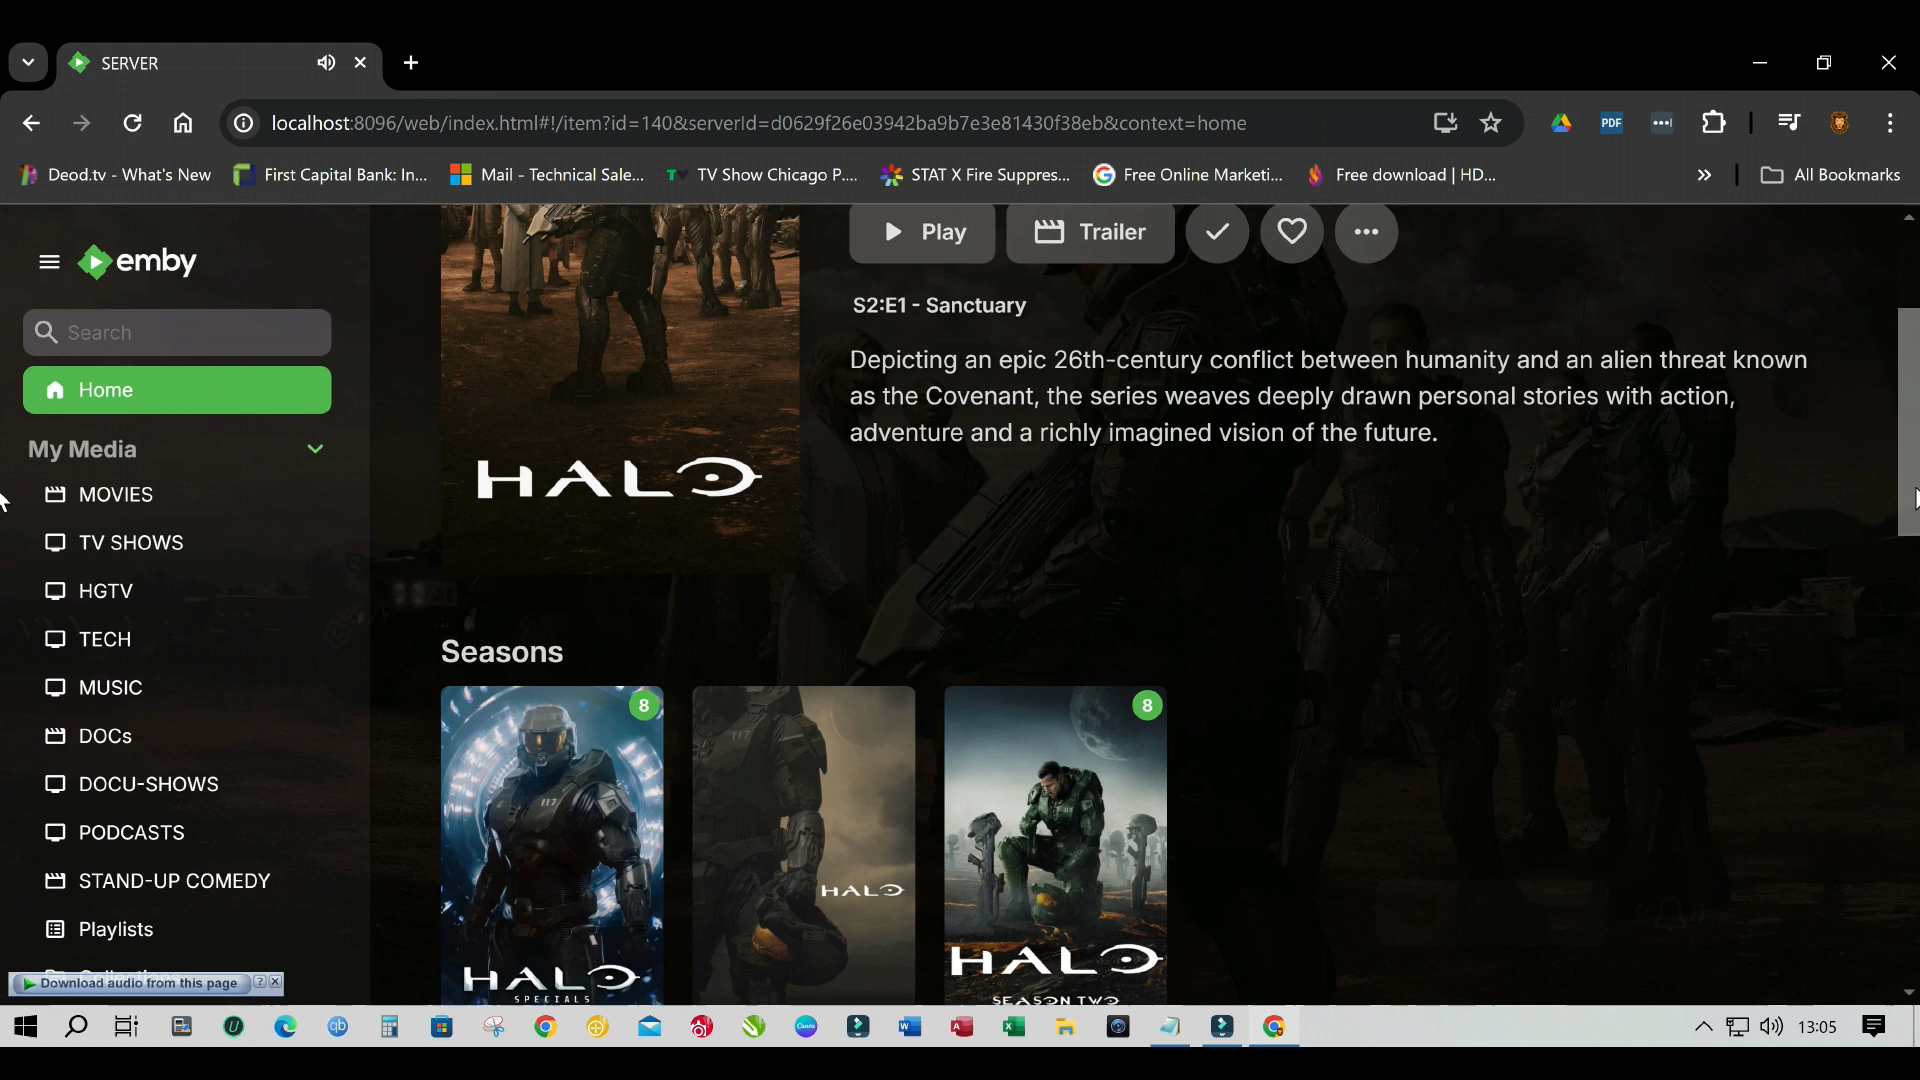 SERVER
localhost:8096/web/index.html#!/item?id=140&serverId=d0629f26e03942ba9b7e3e81430f38eb&context=home
PDF
Deod.tv - What's New
First Capital Bank: In...
Mail - Technical Sale...
TV Show Chicago P....
STAT X Fire Suppres...
Free Online Marketi...
Free download | HD...
All Bookmarks
emby
Search
Home
My Media
MOVIES
TV SHOWS
HGTV
TECH
MUSIC
DOCs
DOCU-SHOWS
PODCASTS
STAND-UP COMEDY
Playlists
Collections
Download audio from this page
?
Play
Trailer
S2:E1 - Sanctuary
Depicting an epic 26th-century conflict between humanity and an alien threat known
as the Covenant, the series weaves deeply drawn personal stories with action,
adventure and a richly imagined vision of the future.
HALO
Seasons
8
117
HALO
SPECIALS
HALO
8
HALO
SEASON TWO
13:05